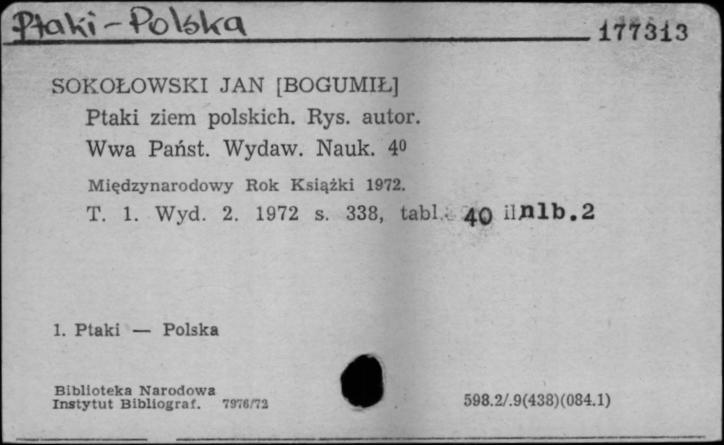 Ptaki - Polska
177313
SOKOŁOWSKI JAN [BOGUMIŁ]
Ptaki ziem polskich. Rys. autor.
Wwa Państ. Wydaw. Nauk. 4⁰
Międzynarodowy Rok Książki 1972.
T. 1. Wyd. 2. 1972 s. 338, tabl. 40 il nlb.2
1. Ptaki — Polska
Biblioteka Narodowa
Instytut Bibliograf. 7976/72
598.2/.9(438)(084.1)